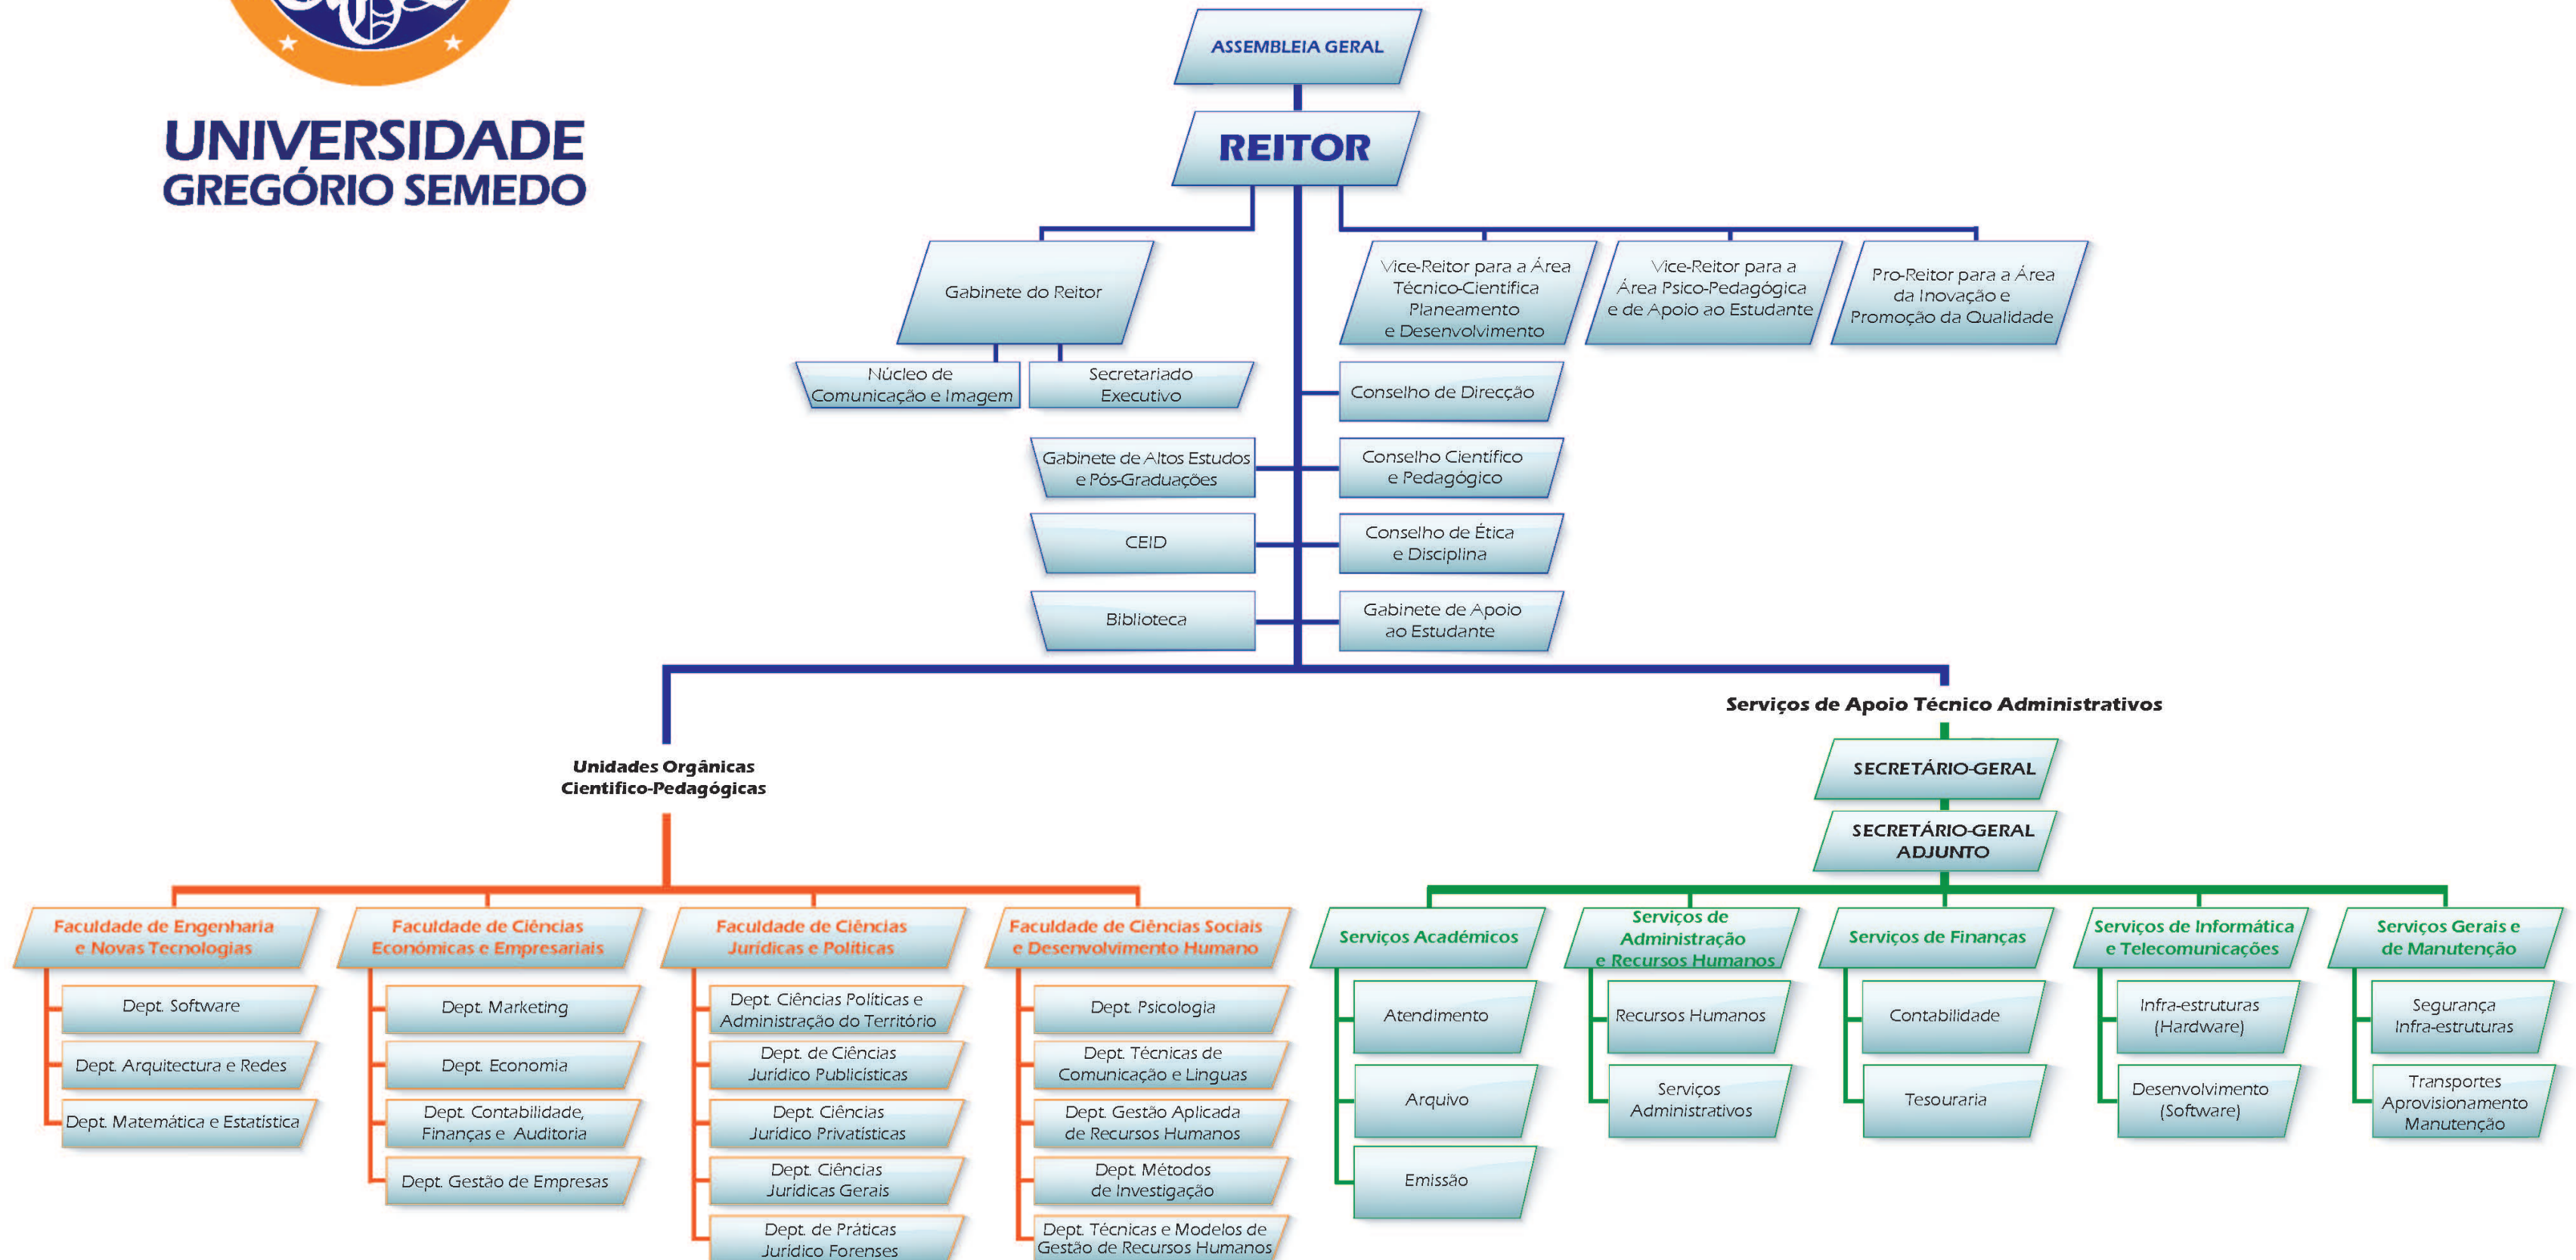 UNIVERSIDADE
GREGÓRIO SEMEDO
ASSEMBLEIA GERAL
REITOR
Gabinete do Reitor
Vice-Reitor para a Área
Técnico-Científica
Planeamento
e Desenvolvimento
Vice-Reitor para a
Área Psico-Pedagógica
e de Apoio ao Estudante
Pro-Reitor para a Área
da Inovação e
Promoção da Qualidade
Núcleo de
Comunicação e Imagem
Secretariado
Executivo
Conselho de Direcção
Gabinete de Altos Estudos
e Pós-Graduações
Conselho Científico
e Pedagógico
CEID
Conselho de Ética
e Disciplina
Biblioteca
Gabinete de Apoio
ao Estudante
Unidades Orgânicas
Cientifico-Pedagógicas
Serviços de Apoio Técnico Administrativos
SECRETÁRIO-GERAL
SECRETÁRIO-GERAL
ADJUNTO
Faculdade de Engenharia
e Novas Tecnologias
Dept. Software
Dept. Arquitectura e Redes
Dept. Matemática e Estatística
Faculdade de Ciências
Económicas e Empresariais
Dept. Marketing
Dept. Economia
Dept. Contabilidade,
Finanças e Auditoria
Dept. Gestão de Empresas
Faculdade de Ciências
Jurídicas e Políticas
Dept. Ciências Políticas e
Administração do Território
Dept. de Ciências
Jurídico Publicísticas
Dept. Ciências
Jurídico Privatísticas
Dept. Ciências
Jurídicas Gerais
Dept. de Práticas
Jurídico Forenses
Faculdade de Ciências Sociais
e Desenvolvimento Humano
Dept. Psicologia
Dept. Técnicas de
Comunicação e Linguas
Dept. Gestão Aplicada
de Recursos Humanos
Dept. Métodos
de Investigação
Dept. Técnicas e Modelos de
Gestão de Recursos Humanos
Serviços Académicos
Atendimento
Arquivo
Emissão
Serviços de
Administração
e Recursos Humanos
Recursos Humanos
Serviços
Administrativos
Serviços de Finanças
Contabilidade
Tesouraria
Serviços de Informática
e Telecomunicações
Infra-estruturas
(Hardware)
Desenvolvimento
(Software)
Serviços Gerais e
de Manutenção
Segurança
Infra-estruturas
Transportes
Aprovisionamento
Manutenção